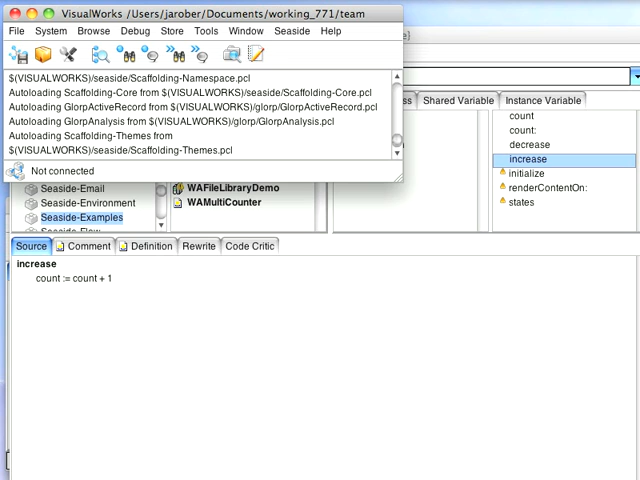 VisualWorks /Users/jarober/Documents/working_771/team
File System Browse Debug Store Tools Window Seaside Help
$(VISUALWORKS)/seaside/Scaffolding-Namespace.pcl
Autoloading Scaffolding-Core from $(VISUALWORKS)/seaside/Scaffolding-Core.pcl
Autoloading GlorpActiveRecord from $(VISUALWORKS)/glorp/GlorpActiveRecord.pcl
Autoloading GlorpAnalysis from $(VISUALWORKS)/glorp/GlorpAnalysis.pcl
Autoloading Scaffolding-Themes from
$(VISUALWORKS)/seaside/Scaffolding-Themes.pcl
Not connected
Shared Variable Instance Variable
count
count:
decrease
increase
initialize
renderContentOn:
states
Seaside-Email
Seaside-Environment
Seaside-Examples
WAFileLibraryDemo
WAMultiCounter
Source Comment Definition Rewrite Code Critic
increase
count := count + 1